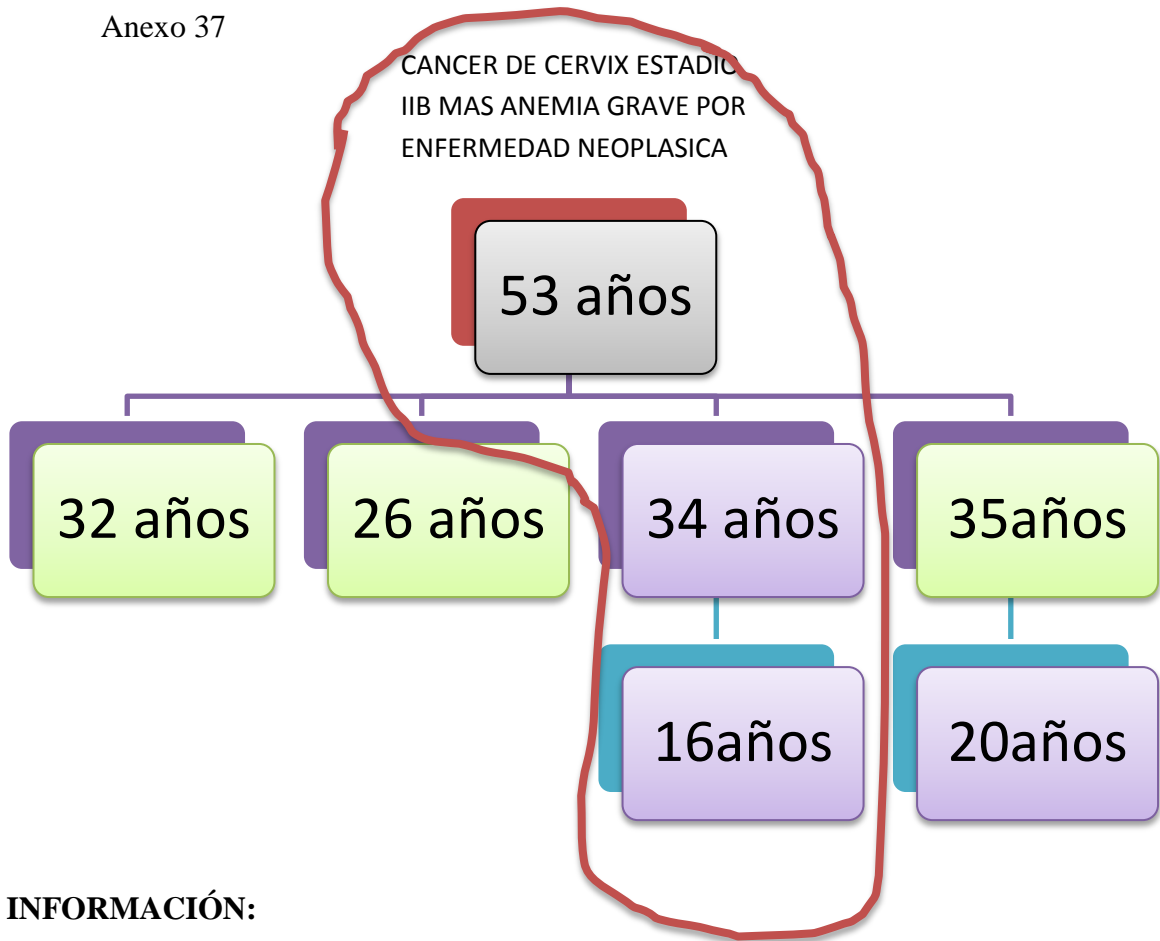 Anexo 37
CANCER DE CERVIX ESTADIO
IIB MAS ANEMIA GRAVE POR
ENFERMEDAD NEOPLASICA
53 años
32 años
26 años
34 años
35años
16años
20años
INFORMACIÓN: